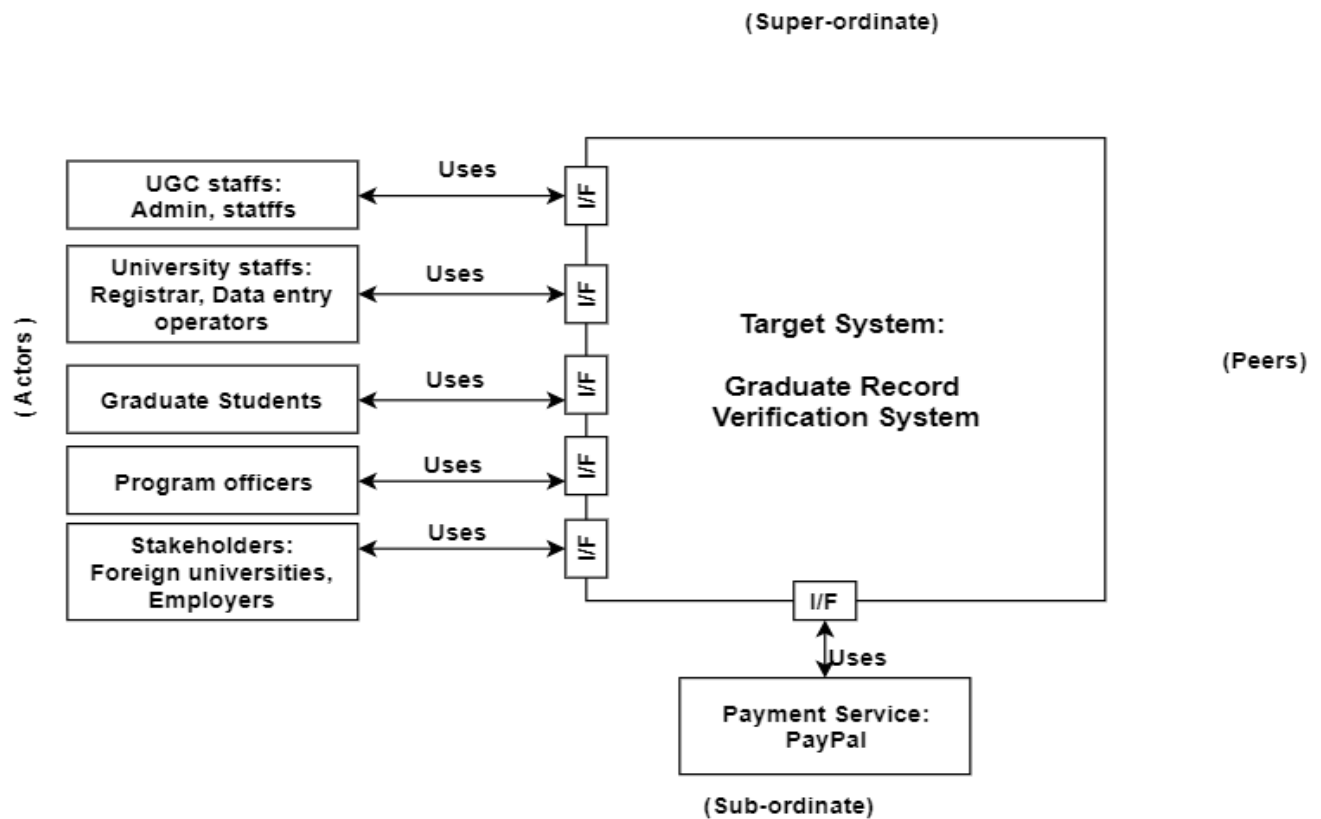 (Super-ordinate)
UGC staffs:
Admin, statffs
Uses
I/F
University staffs:
Registrar, Data entry
operators
Uses
I/F
(Actors)
Graduate Students
Uses
I/F
Program officers
Uses
I/F
Stakeholders:
Foreign universities,
Employers
Uses
I/F
Target System:
Graduate Record
Verification System
(Peers)
I/F
Uses
Payment Service:
PayPal
(Sub-ordinate)